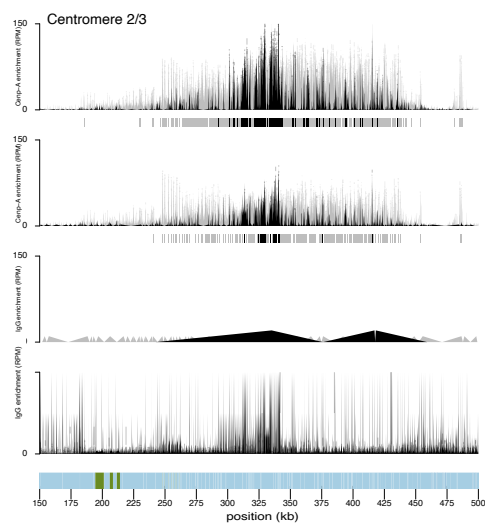 Centromere 2/3
150
Cenp-A enrichment (RPM)
0
150
Cenp-A enrichment (RPM)
0
150
IgG enrichment (RPM)
IgG enrichment (RPM)
0
150 175 200 225 250 275 300 325 350 375 400 425 450 475 500
position (kb)